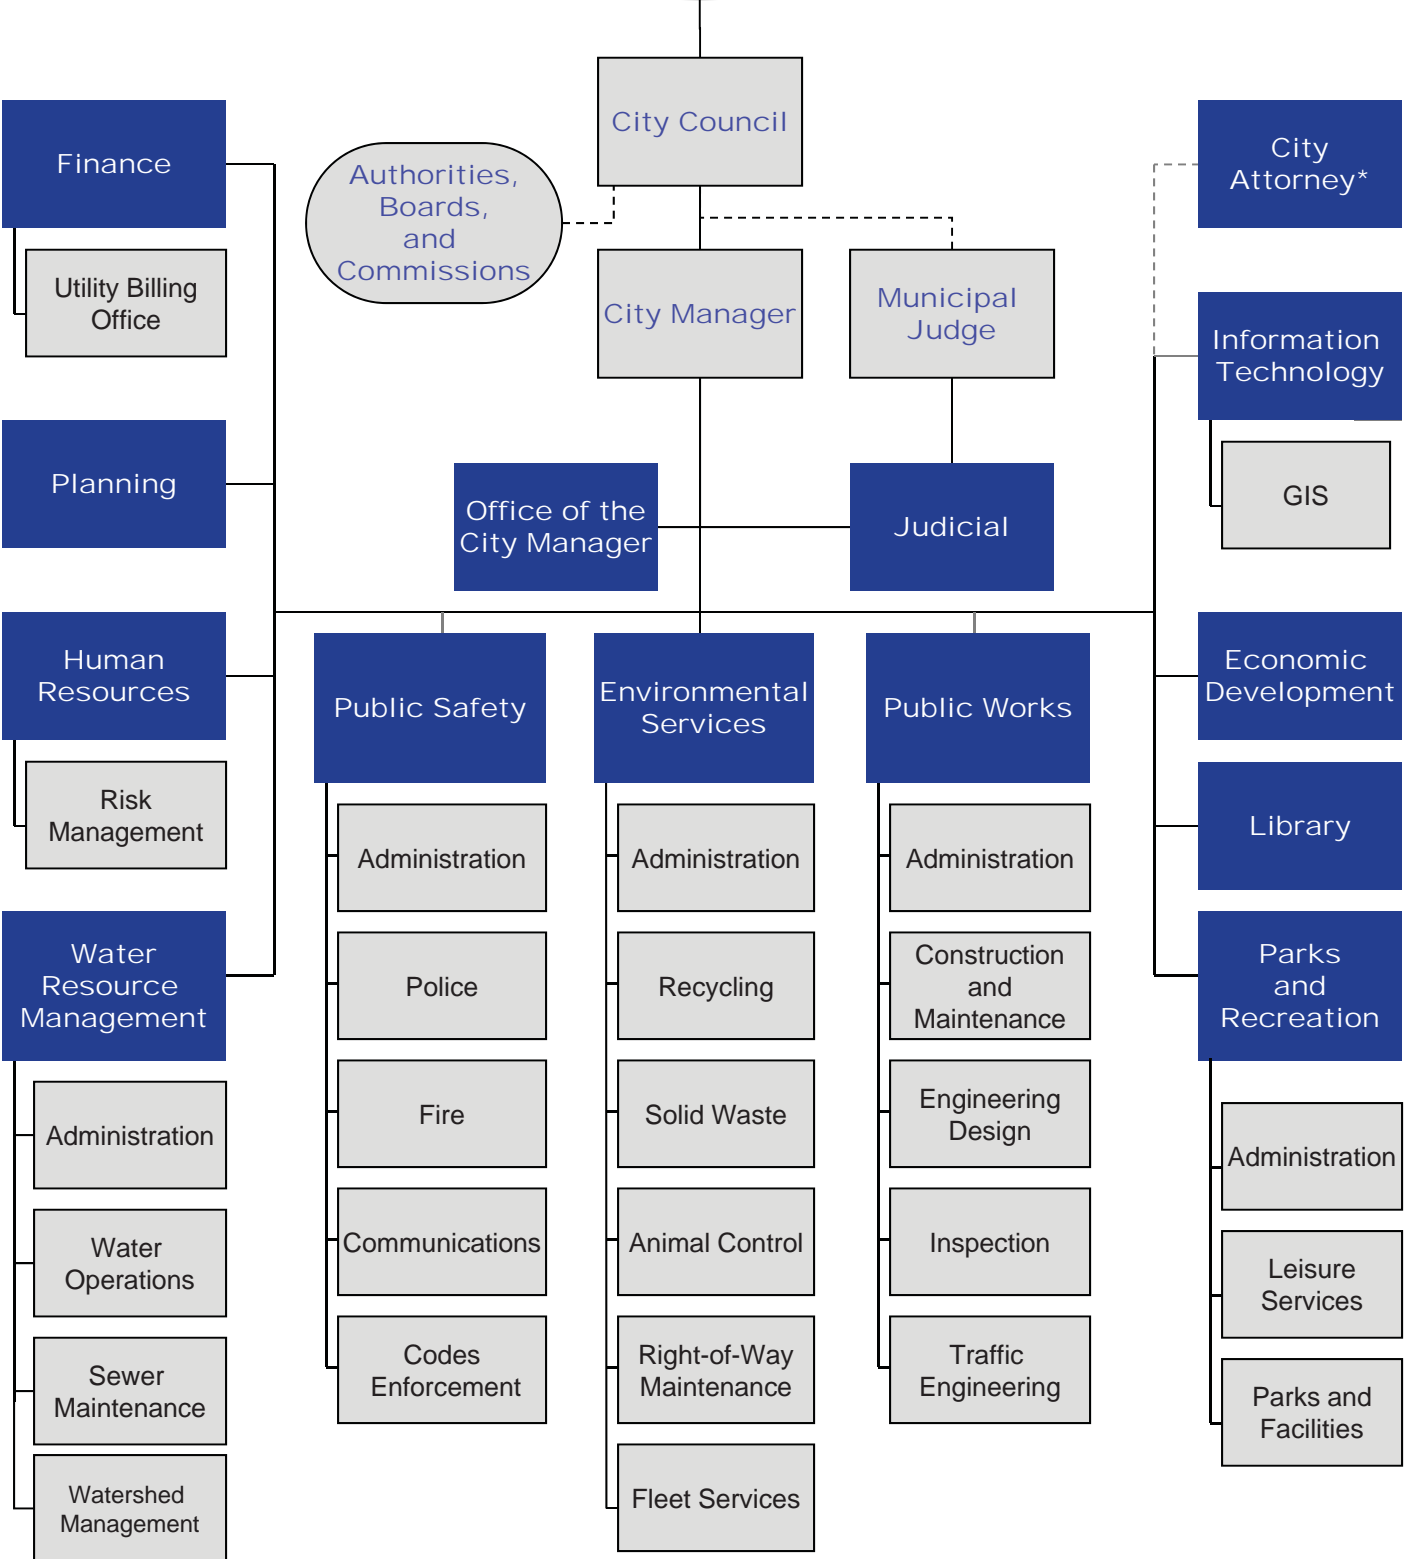 City Council
Finance
City
Attorney*
Authorities,
Boards,
and
Commissions
Utility Billing
Office
City Manager
Municipal
Judge
Information
Technology
Planning
Office of the
City Manager
Judicial
GIS
Human
Resources
Public Safety
Environmental
Services
Public Works
Economic
Development
Risk
Management
Administration
Administration
Administration
Library
Water
Resource
Management
Police
Recycling
Construction
and
Maintenance
Parks
and
Recreation
Administration
Fire
Solid Waste
Engineering
Design
Administration
Water
Operations
Communications
Animal Control
Inspection
Leisure
Services
Sewer
Maintenance
Codes
Enforcement
Right-of-Way
Maintenance
Traffic
Engineering
Parks and
Facilities
Watershed
Management
Fleet Services